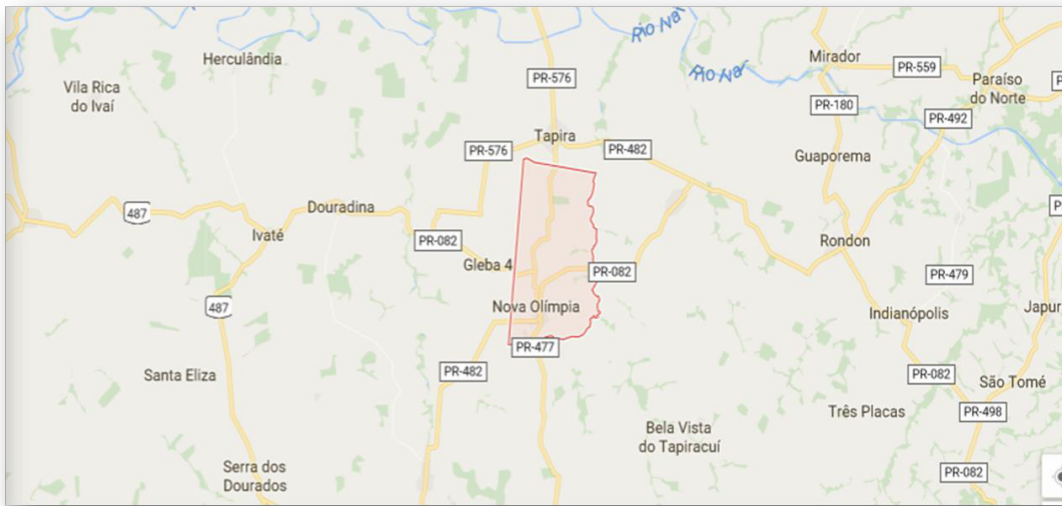 Rio Na
Herculândia
Mirador
PR-559
Rio Na
PR-576
Paraíso
do Norte
Vila Rica
do Ivaí
PR-180
PR-492
Tapira
PR-576
PR-482
Guaporema
Douradina
487
Ivaté
PR-082
Rondon
Gleba 4
PR-082
PR-479
487
Nova Olímpia
Indianópolis
Japur
PR-477
PR-482
Santa Eliza
PR-082
São Tomé
Três Placas
PR-498
Bela Vista
do Tapiracuí
Serra dos
Dourados
PR-082